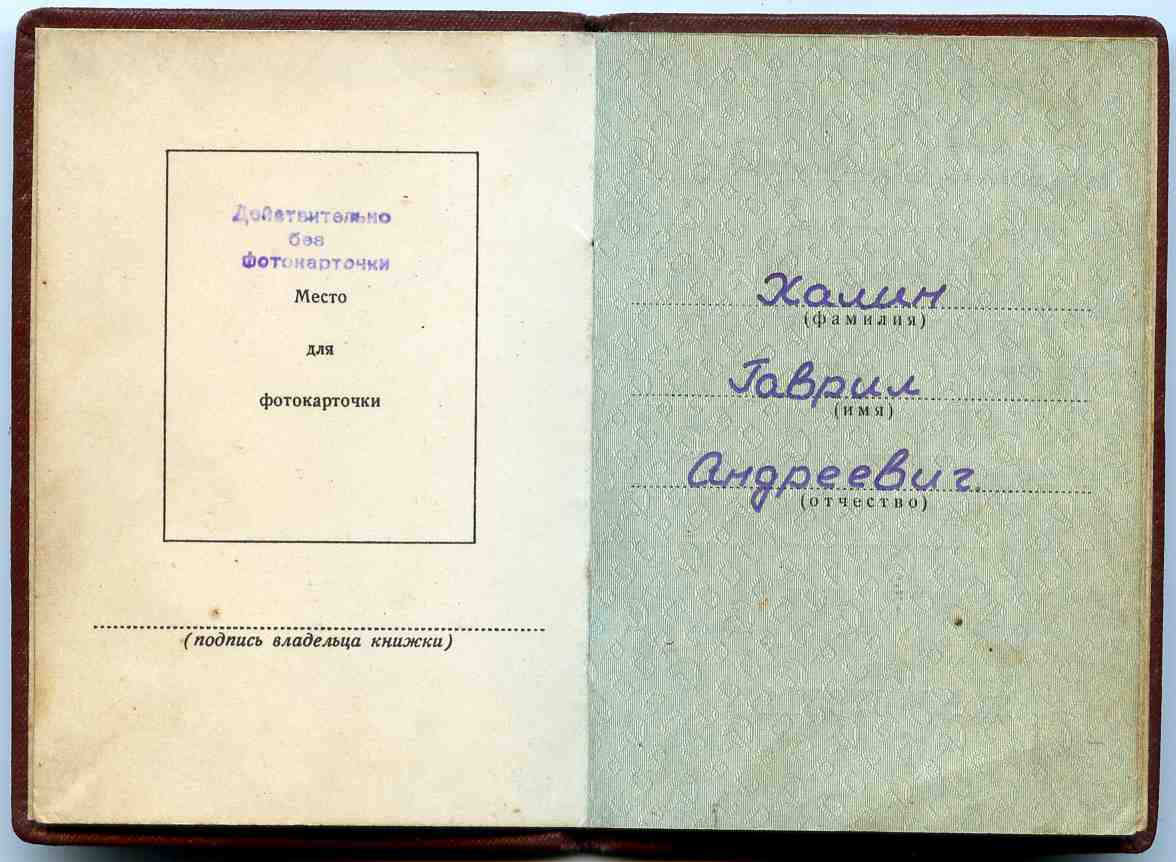 Действительно
без
фотокарточки
Место
для
фотокарточки
(подпись владельца книжки)
Халин
(фамилия)
Гаврил
(имя)
Андреевич
(отчество)